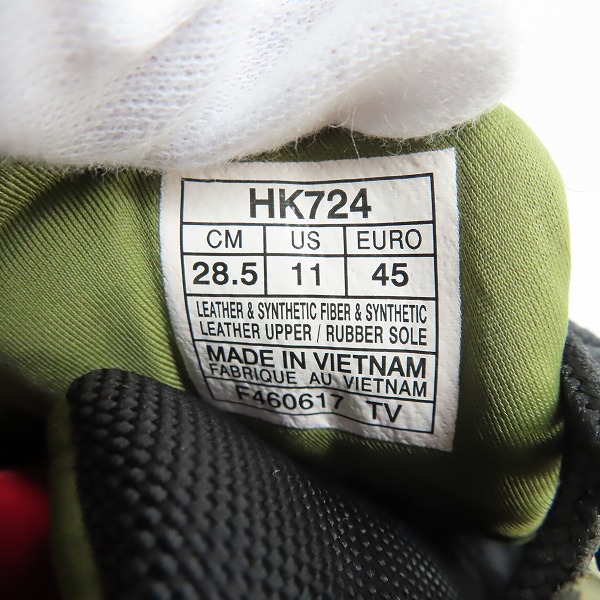 HK724
CM US EURO
28.5 11 45
LEATHER & SYNTHETIC FIBER & SYNTHETIC
LEATHER UPPER / RUBBER SOLE
MADE IN VIETNAM
FABRIQUE AU VIETNAM
F460617 TV